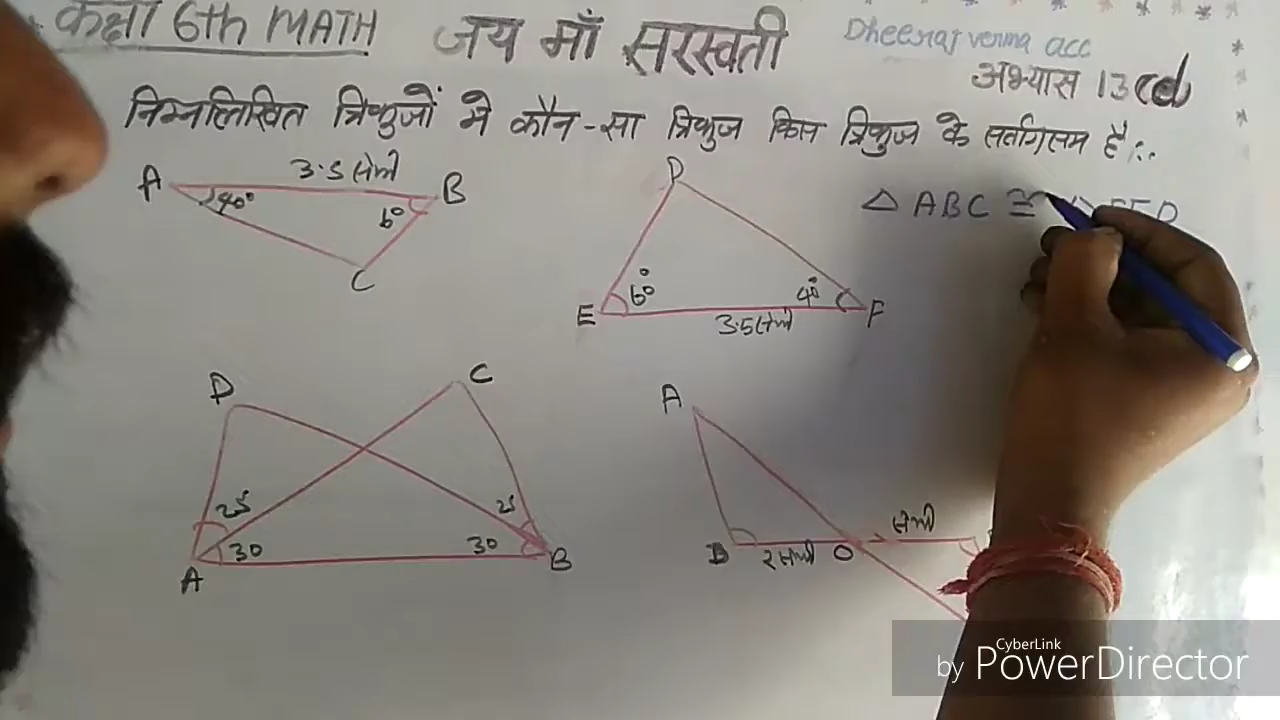 कक्षा 6th MATH
जय माँ सरस्वती
Dheeraj verma acc
अभ्यास 13(d)
निम्नलिखित त्रिभुजों मे कौन-सा त्रिभुज किस त्रिभुज के सर्वांगसम है:-
A 3.5 सेमी B
40° 60
C
D
E 60° 40° F
3.5 सेमी
△ABC ≅
D C
25° 25
30 30
A B
A
B 2 सेमी O सेमी
CyberLink
by PowerDirector